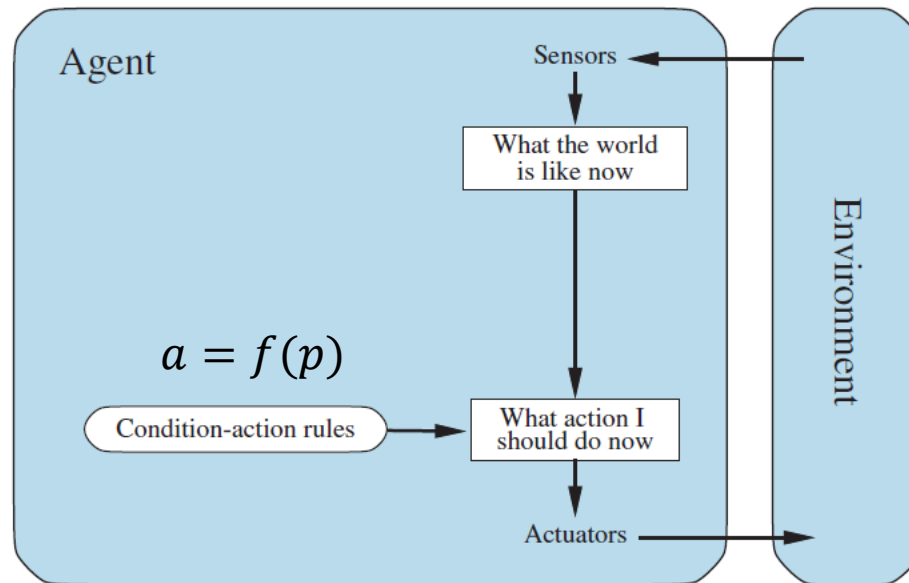 Agent
Sensors
What the world
is like now
Environment
a = f(p)
Condition-action rules
What action I
should do now
Actuators